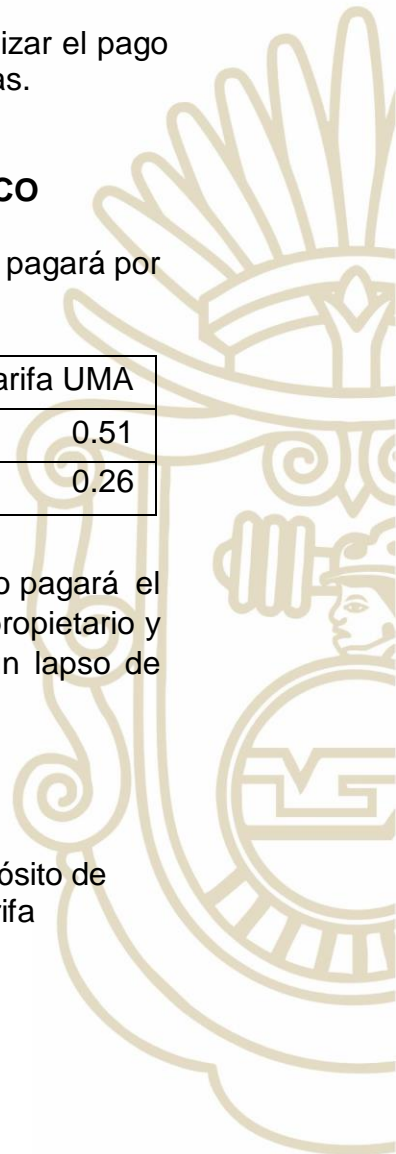 izar el pago
as.
CO
pagará por
arifa UMA
0.51
0.26
o pagará el
ropietario y
n lapso de
ósito de
ifa